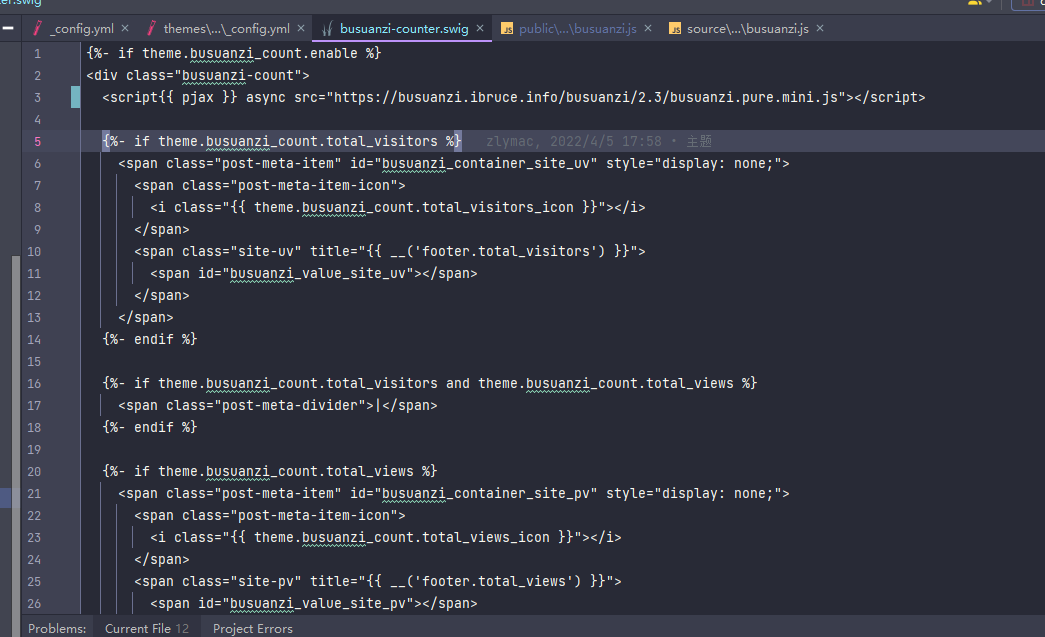 ter.swig
_config.yml × themes\...\_config.yml × busuanzi-counter.swig × JS public\...\busuanzi.js × JS source\...\busuanzi.js ×
1 {%- if theme.busuanzi_count.enable %}
2 <div class="busuanzi-count">
3 <script{{ pjax }} async src="https://busuanzi.ibruce.info/busuanzi/2.3/busuanzi.pure.mini.js"></script>
4
5 {%- if theme.busuanzi_count.total_visitors %} zlymac, 2022/4/5 17:58 • 主题
6 <span class="post-meta-item" id="busuanzi_container_site_uv" style="display: none;">
7 <span class="post-meta-item-icon">
8 <i class="{{ theme.busuanzi_count.total_visitors_icon }}"></i>
9 </span>
10 <span class="site-uv" title="{{ __('footer.total_visitors') }}">
11 <span id="busuanzi_value_site_uv"></span>
12 </span>
13 </span>
14 {%- endif %}
15
16 {%- if theme.busuanzi_count.total_visitors and theme.busuanzi_count.total_views %}
17 <span class="post-meta-divider">|</span>
18 {%- endif %}
19
20 {%- if theme.busuanzi_count.total_views %}
21 <span class="post-meta-item" id="busuanzi_container_site_pv" style="display: none;">
22 <span class="post-meta-item-icon">
23 <i class="{{ theme.busuanzi_count.total_views_icon }}"></i>
24 </span>
25 <span class="site-pv" title="{{ __('footer.total_views') }}">
26 <span id="busuanzi_value_site_pv"></span>
Problems: Current File 12 Project Errors